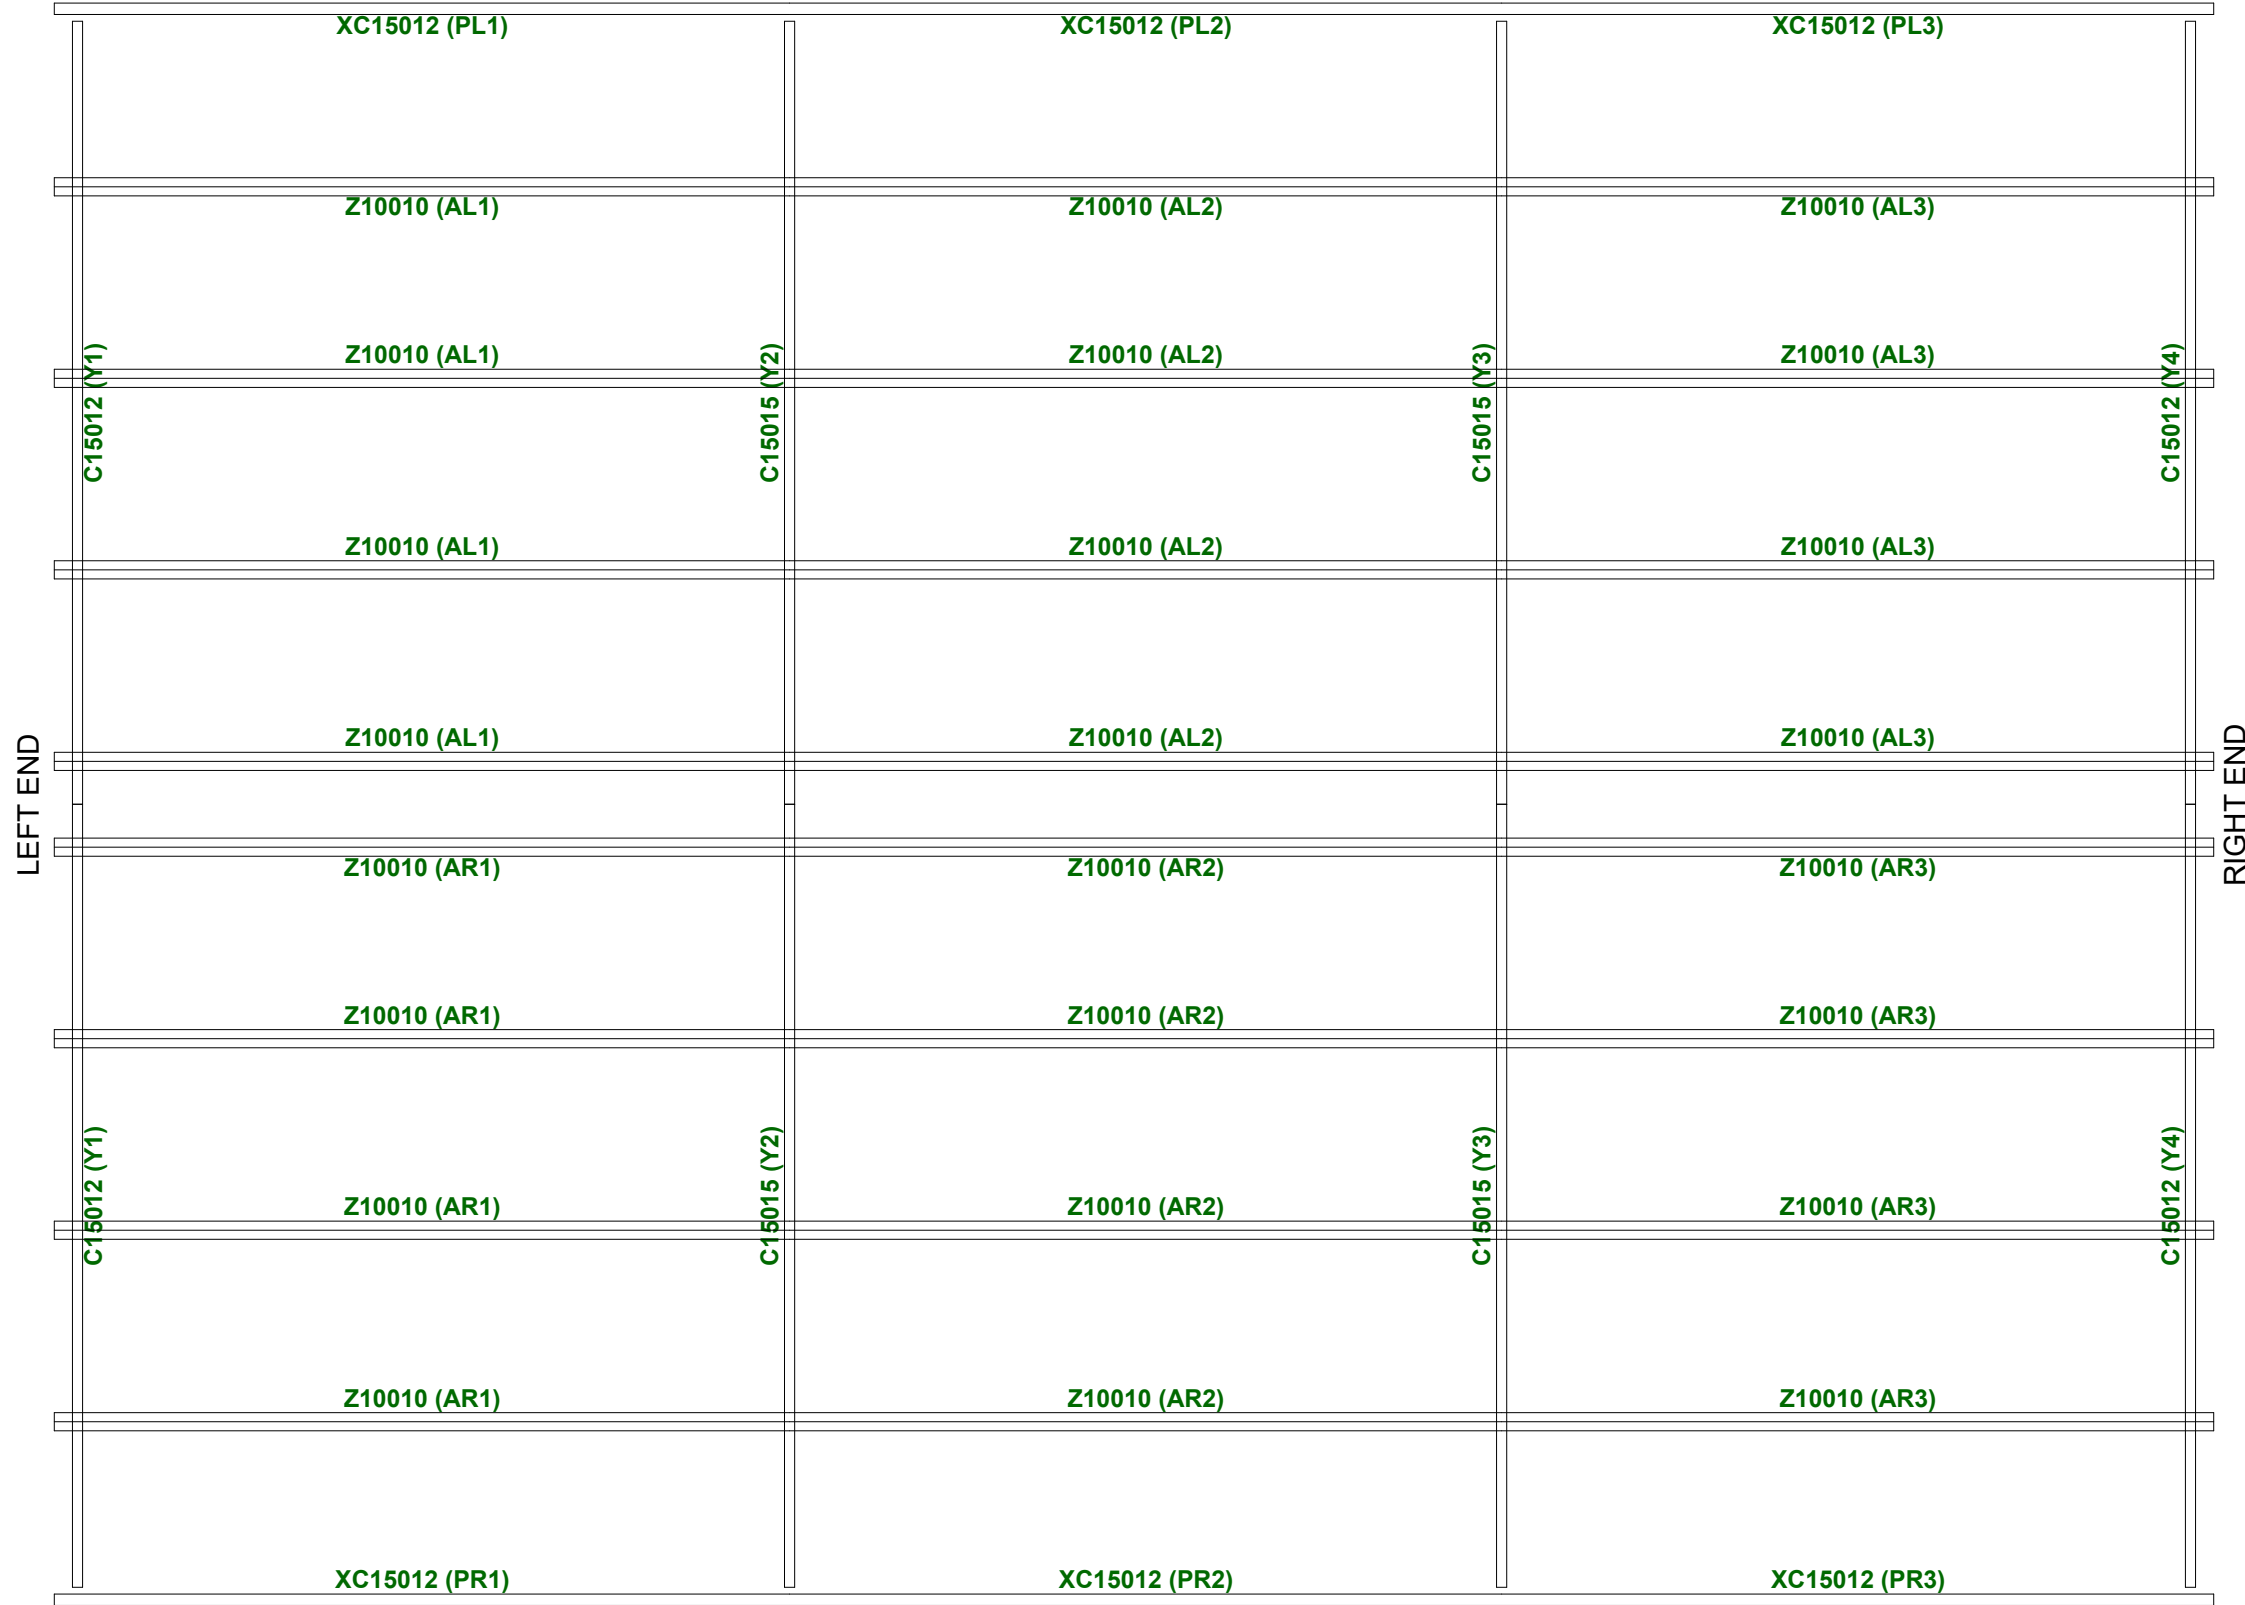 XC15012 (PL1) XC15012 (PL2) XC15012 (PL3)
Z10010 (AL1) Z10010 (AL2) Z10010 (AL3)
Z10010 (AL1) Z10010 (AL2) Z10010 (AL3)
C15012 (Y1) C15015 (Y2) C15015 (Y3) C15012 (Y4)
Z10010 (AL1) Z10010 (AL2) Z10010 (AL3)
Z10010 (AL1) Z10010 (AL2) Z10010 (AL3)
LEFT END
RIGHT END
Z10010 (AR1) Z10010 (AR2) Z10010 (AR3)
Z10010 (AR1) Z10010 (AR2) Z10010 (AR3)
C15012 (Y1) C15015 (Y2) C15015 (Y3) C15012 (Y4)
Z10010 (AR1) Z10010 (AR2) Z10010 (AR3)
Z10010 (AR1) Z10010 (AR2) Z10010 (AR3)
XC15012 (PR1) XC15012 (PR2) XC15012 (PR3)